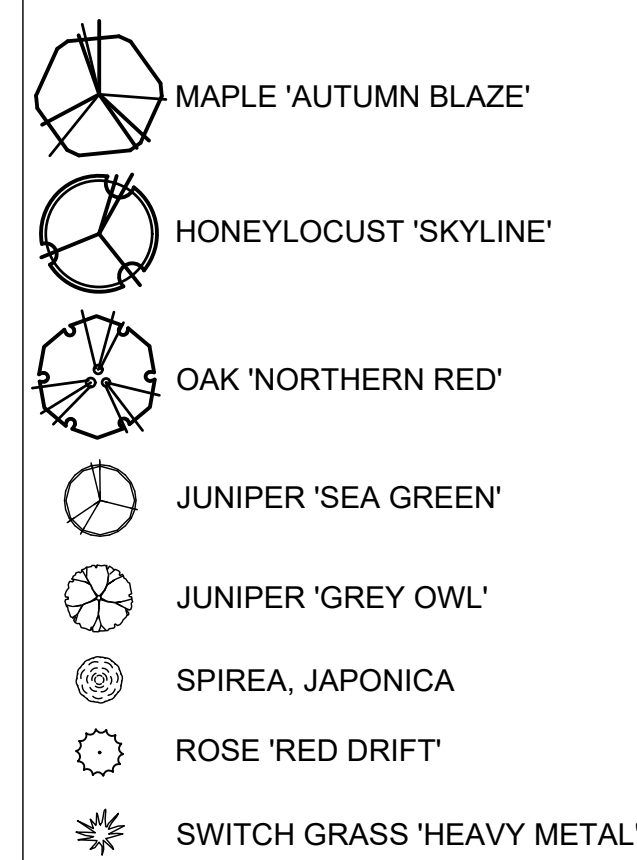 MAPLE 'AUTUMN BLAZE'
HONEYLOCUST 'SKYLINE'
OAK 'NORTHERN RED'
JUNIPER 'SEA GREEN'
JUNIPER 'GREY OWL'
SPIREA, JAPONICA
ROSE 'RED DRIFT'
SWITCH GRASS 'HEAVY METAL'